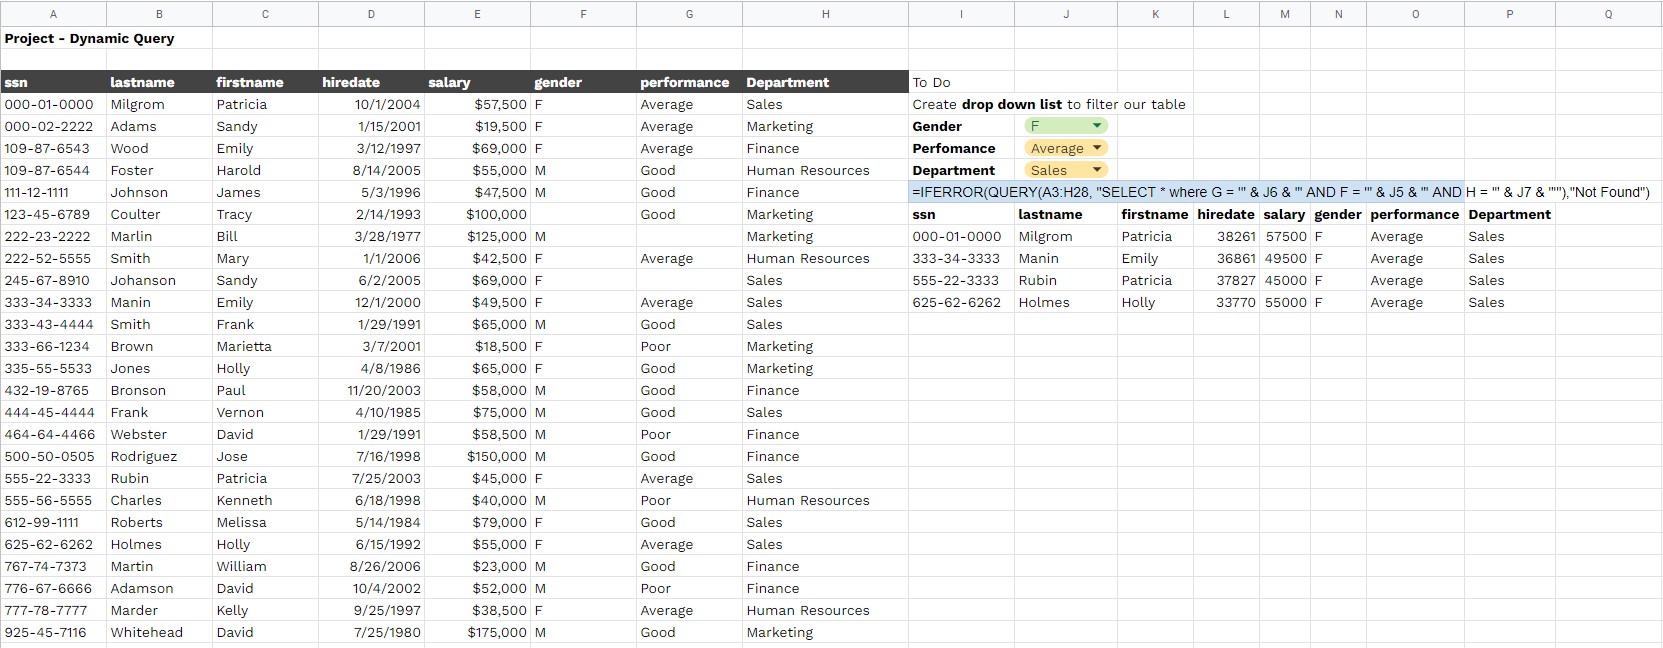 A B C D E F G H I J K L M N O P Q
Project - Dynamic Query
ssn lastname firstname hiredate salary gender performance Department To Do
000-01-0000 Milgrom Patricia 10/1/2004 $57,500 F Average Sales Create drop down list to filter our table
000-02-2222 Adams Sandy 1/15/2001 $19,500 F Average Marketing Gender F
109-87-6543 Wood Emily 3/12/1997 $69,000 F Average Finance Perfomance Average
109-87-6544 Foster Harold 8/14/2005 $55,000 M Good Human Resources Department Sales
111-12-1111 Johnson James 5/3/1996 $47,500 M Good Finance =IFERROR(QUERY(A3:H28, "SELECT * where G = '" & J6 & "' AND F = '" & J5 & "' AND H = '" & J7 & "'"),"Not Found")
123-45-6789 Coulter Tracy 2/14/1993 $100,000 Good Marketing ssn lastname firstname hiredate salary gender performance Department
222-23-2222 Marlin Bill 3/28/1977 $125,000 M Marketing 000-01-0000 Milgrom Patricia 38261 57500 F Average Sales
222-52-5555 Smith Mary 1/1/2006 $42,500 F Average Human Resources 333-34-3333 Manin Emily 36861 49500 F Average Sales
245-67-8910 Johanson Sandy 6/2/2005 $69,000 F Sales 555-22-3333 Rubin Patricia 37827 45000 F Average Sales
333-34-3333 Manin Emily 12/1/2000 $49,500 F Average Sales 625-62-6262 Holmes Holly 33770 55000 F Average Sales
333-43-4444 Smith Frank 1/29/1991 $65,000 M Good Sales
333-66-1234 Brown Marietta 3/7/2001 $18,500 F Poor Marketing
335-55-5533 Jones Holly 4/8/1986 $65,000 F Good Marketing
432-19-8765 Bronson Paul 11/20/2003 $58,000 M Good Finance
444-45-4444 Frank Vernon 4/10/1985 $75,000 M Good Sales
464-64-4466 Webster David 1/29/1991 $58,500 M Poor Finance
500-50-0505 Rodriguez Jose 7/16/1998 $150,000 M Good Finance
555-22-3333 Rubin Patricia 7/25/2003 $45,000 F Average Sales
555-56-5555 Charles Kenneth 6/18/1998 $40,000 M Poor Human Resources
612-99-1111 Roberts Melissa 5/14/1984 $79,000 F Good Sales
625-62-6262 Holmes Holly 6/15/1992 $55,000 F Average Sales
767-74-7373 Martin William 8/26/2006 $23,000 M Good Finance
776-67-6666 Adamson David 10/4/2002 $52,000 M Poor Finance
777-78-7777 Marder Kelly 9/25/1997 $38,500 F Average Human Resources
925-45-7116 Whitehead David 7/25/1980 $175,000 M Good Marketing